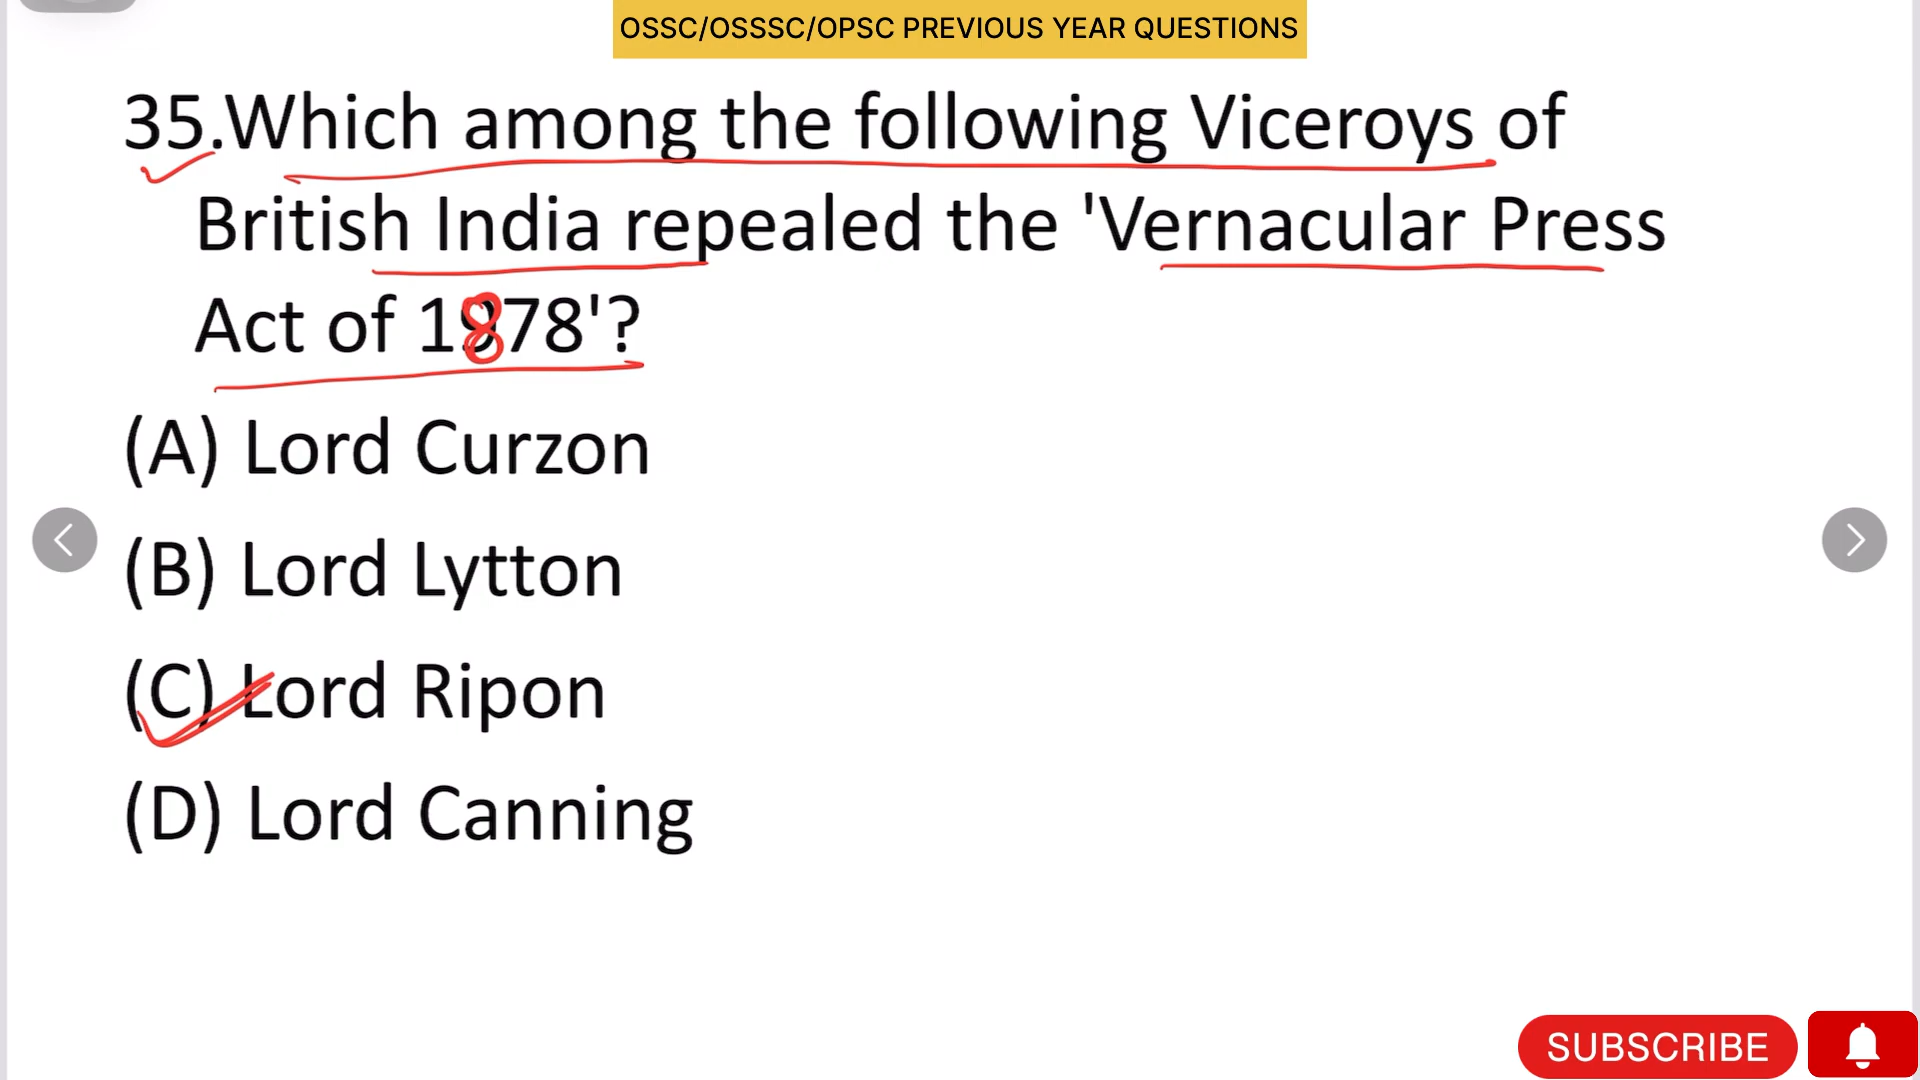 OSSC/OSSSC/OPSC PREVIOUS YEAR QUESTIONS
35.Which among the following Viceroys of
British India repealed the 'Vernacular Press
Act of 1878'?
(A) Lord Curzon
(B) Lord Lytton
(C) Lord Ripon
(D) Lord Canning
SUBSCRIBE